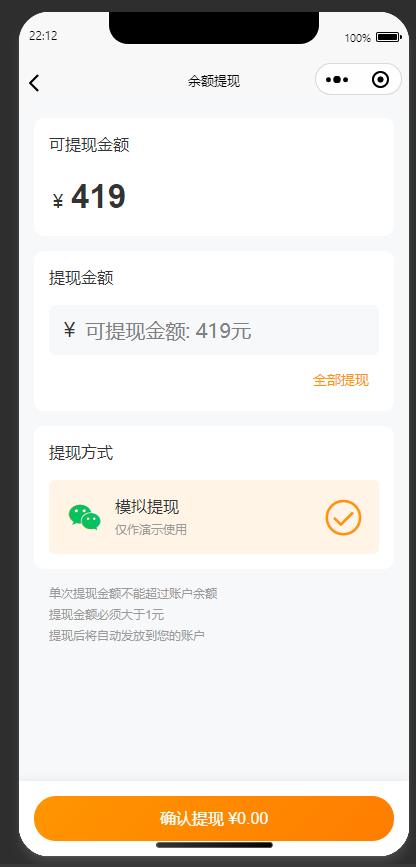 22:12
100%
余额提现
可提现金额
¥ 419
提现金额
¥ 可提现金额: 419元
全部提现
提现方式
模拟提现
仅作演示使用
单次提现金额不能超过账户余额
提现金额必须大于1元
提现后将自动发放到您的账户
确认提现 ¥0.00